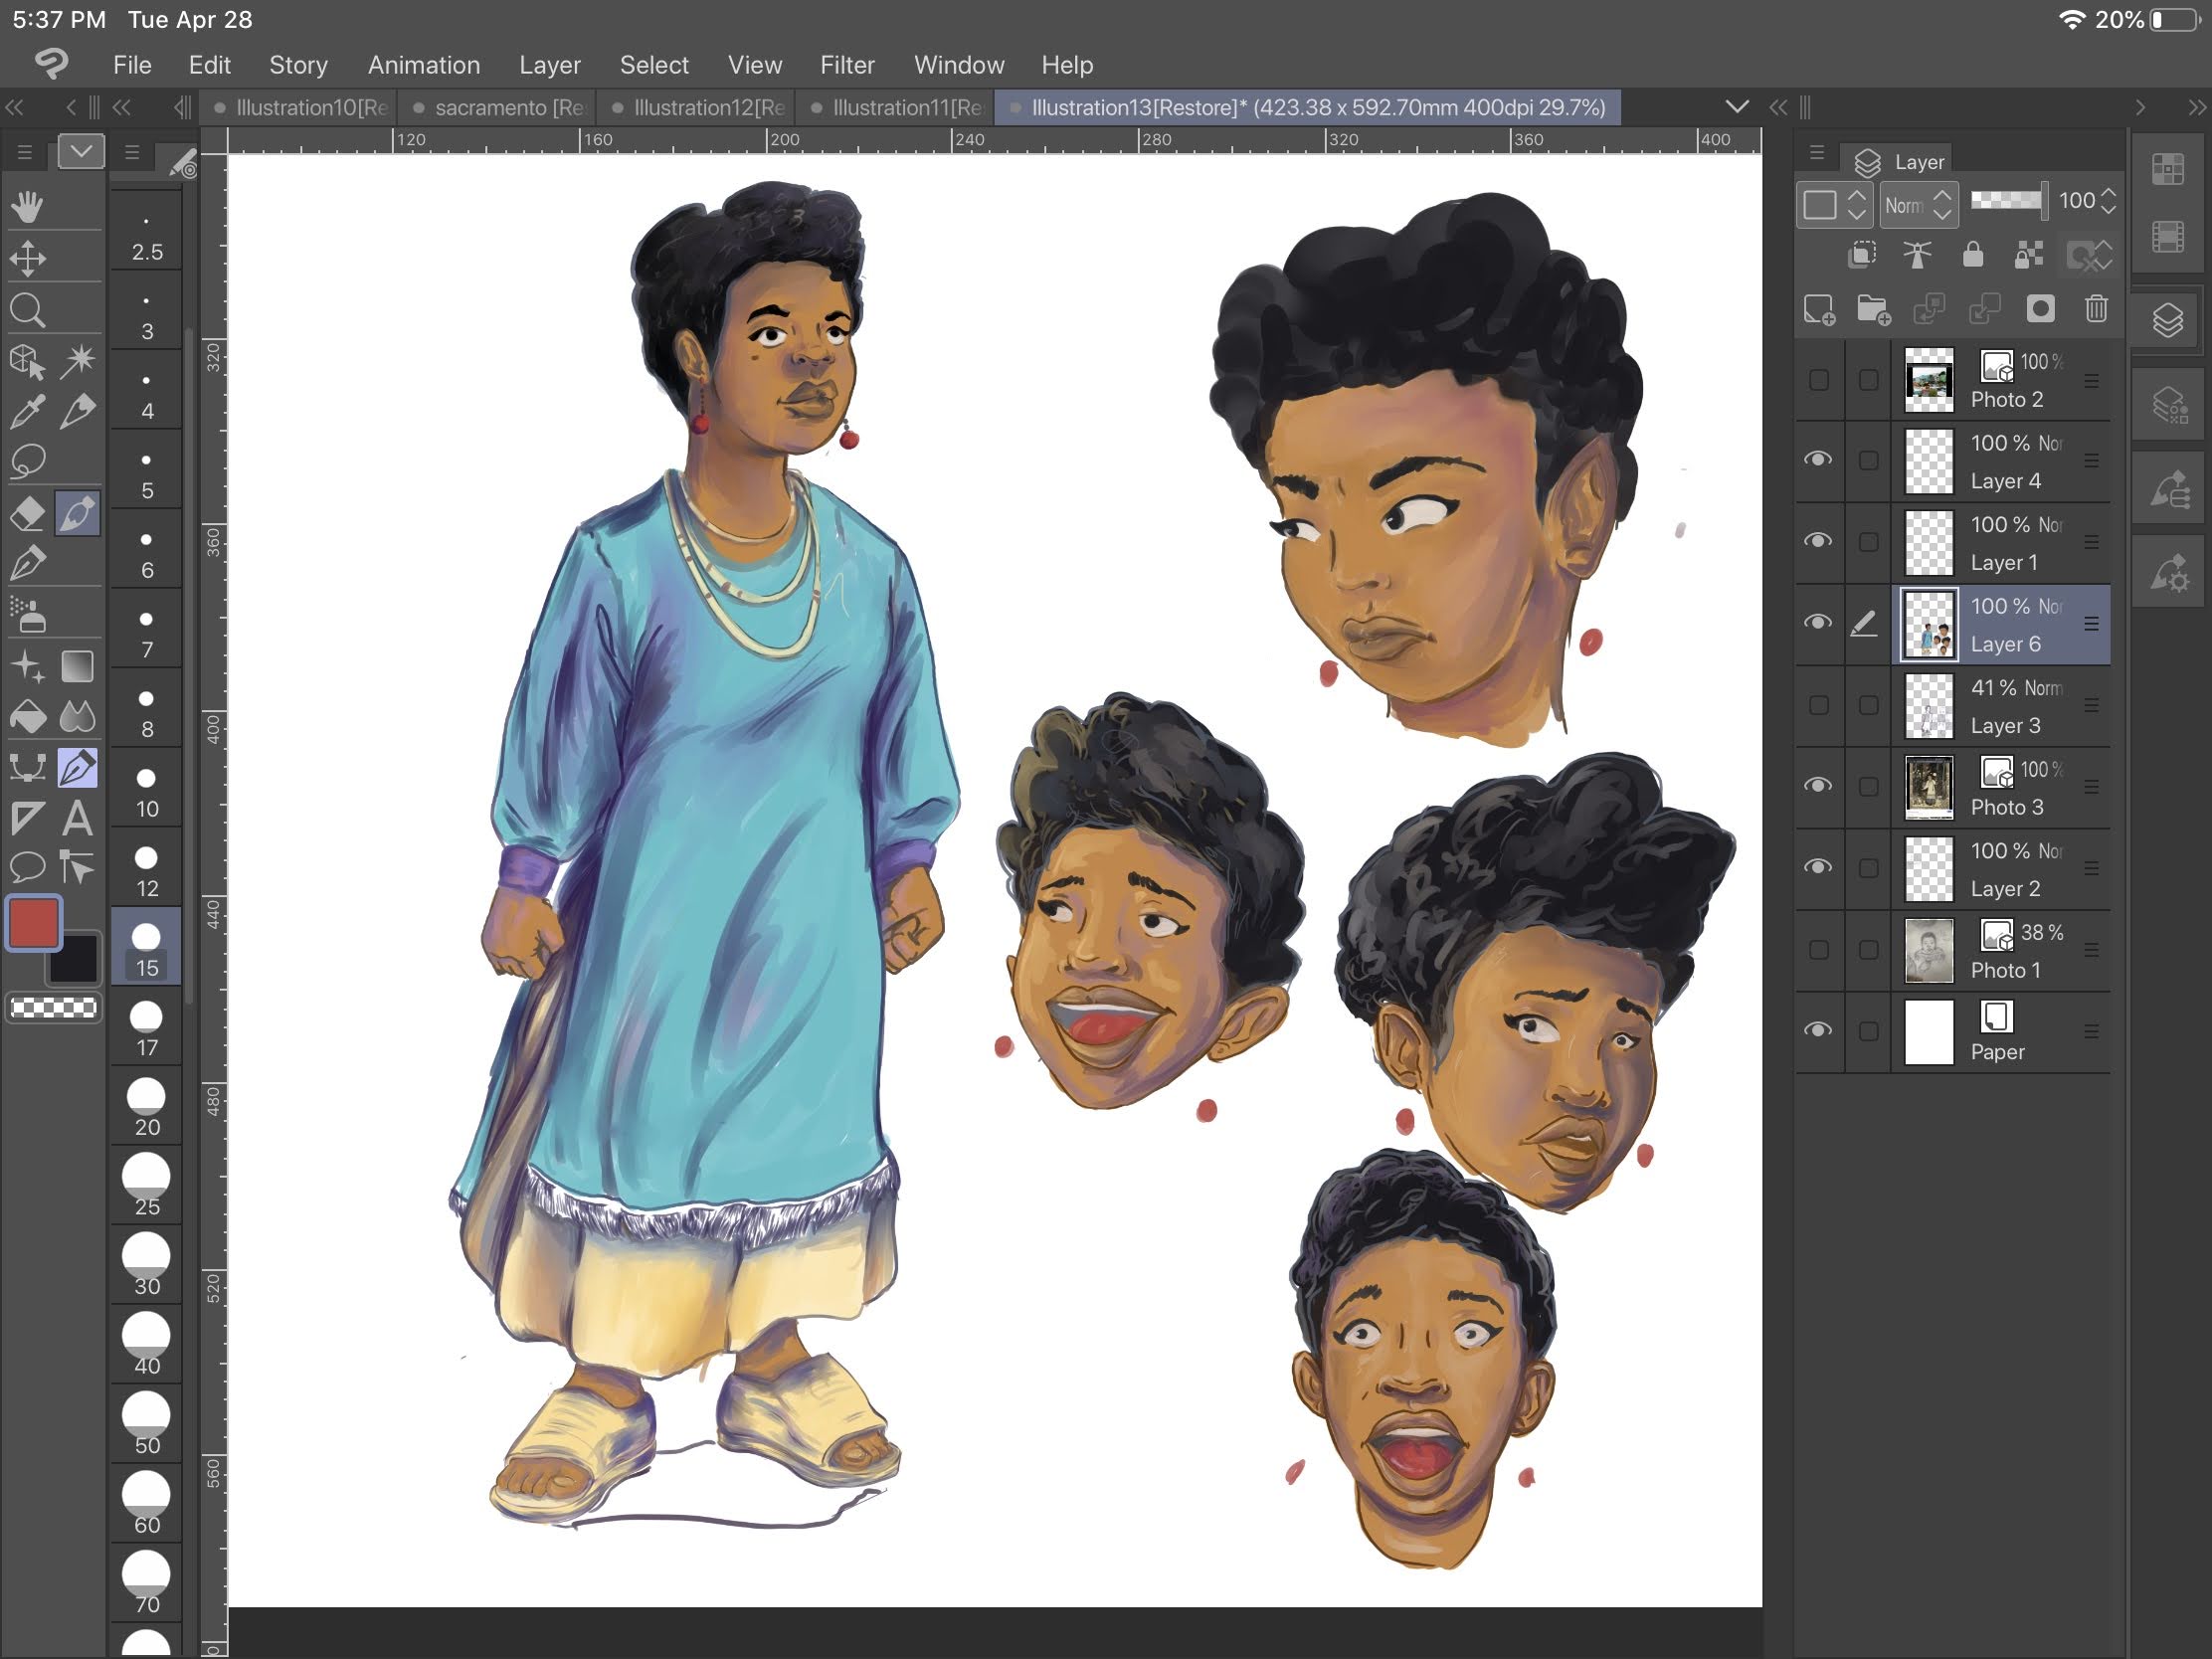 5:37 PM Tue Apr 28
20%
File Edit Story Animation Layer Select View Filter Window Help
Illustration10[Re sacramento [Re Illustration12[Re Illustration11[Re Illustration13[Restore]* (423.38 x 592.70mm 400dpi 29.7%)
120 160 200 240 280 320 360 400
Layer
Norm 100
2.5
3
4
5
6
7
8
10
12
15
17
20
25
30
40
50
60
70
A
320
360
400
440
480
520
560
100 %
Photo 2
100 % Nor
Layer 4
100 % Nor
Layer 1
100 % Nor
Layer 6
41 % Norm
Layer 3
100 %
Photo 3
100 % Nor
Layer 2
38 %
Photo 1
Paper